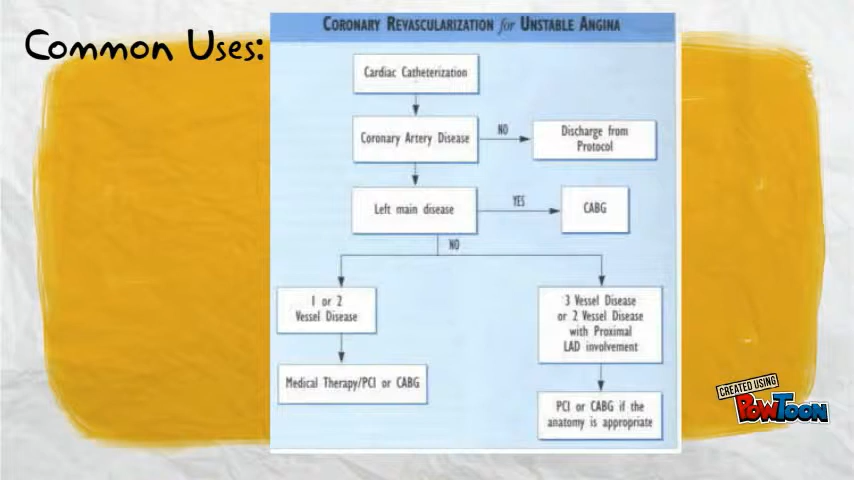 Common Uses:
CORONARY REVASCULARIZATION for UNSTABLE ANGINA
Cardiac Catheterization
Coronary Artery Disease
NO
Discharge from
Protocol
Left main disease
YES
CABG
NO
1 or 2
Vessel Disease
3 Vessel Disease
or 2 Vessel Disease
with Proximal
LAD involvement
Medical Therapy/PCI or CABG
PCI or CABG if the
anatomy is appropriate
CREATED USING
POWTOON